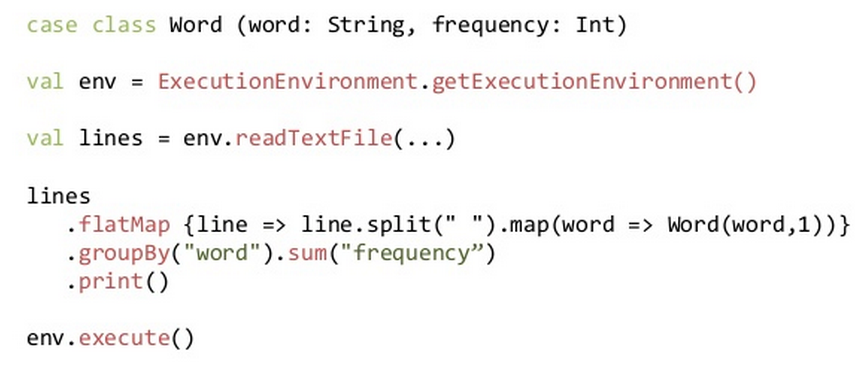 case class Word (word: String, frequency: Int)
val env = ExecutionEnvironment.getExecutionEnvironment()
val lines = env.readTextFile(...)
lines
.flatMap {line => line.split(" ").map(word => Word(word,1))}
.groupBy("word").sum("frequency”)
.print()
env.execute()